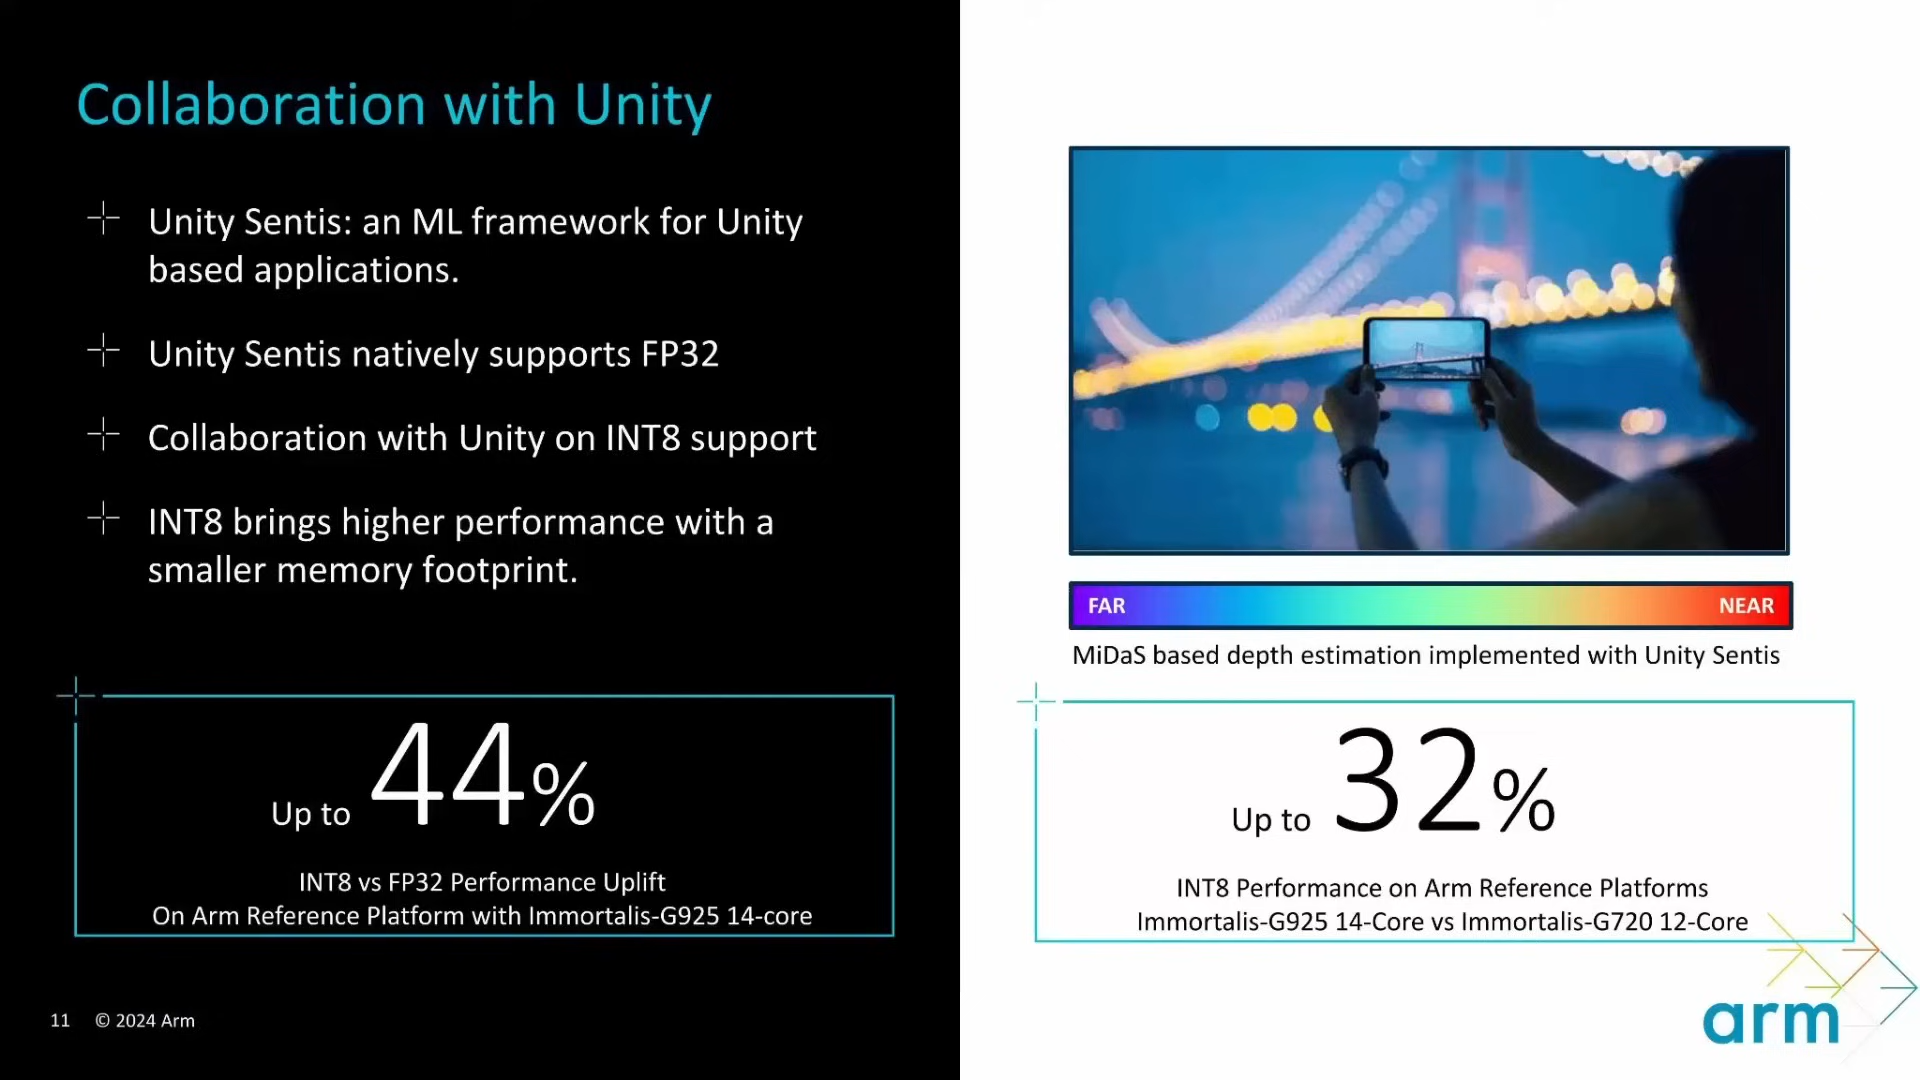 Collaboration with Unity
Unity Sentis: an ML framework for Unity
based applications.
Unity Sentis natively supports FP32
Collaboration with Unity on INT8 support
INT8 brings higher performance with a
smaller memory footprint.
Up to 44%
INT8 vs FP32 Performance Uplift
On Arm Reference Platform with Immortalis-G925 14-core
11 © 2024 Arm
FAR NEAR
MiDaS based depth estimation implemented with Unity Sentis
Up to 32%
INT8 Performance on Arm Reference Platforms
Immortalis-G925 14-Core vs Immortalis-G720 12-Core
arm